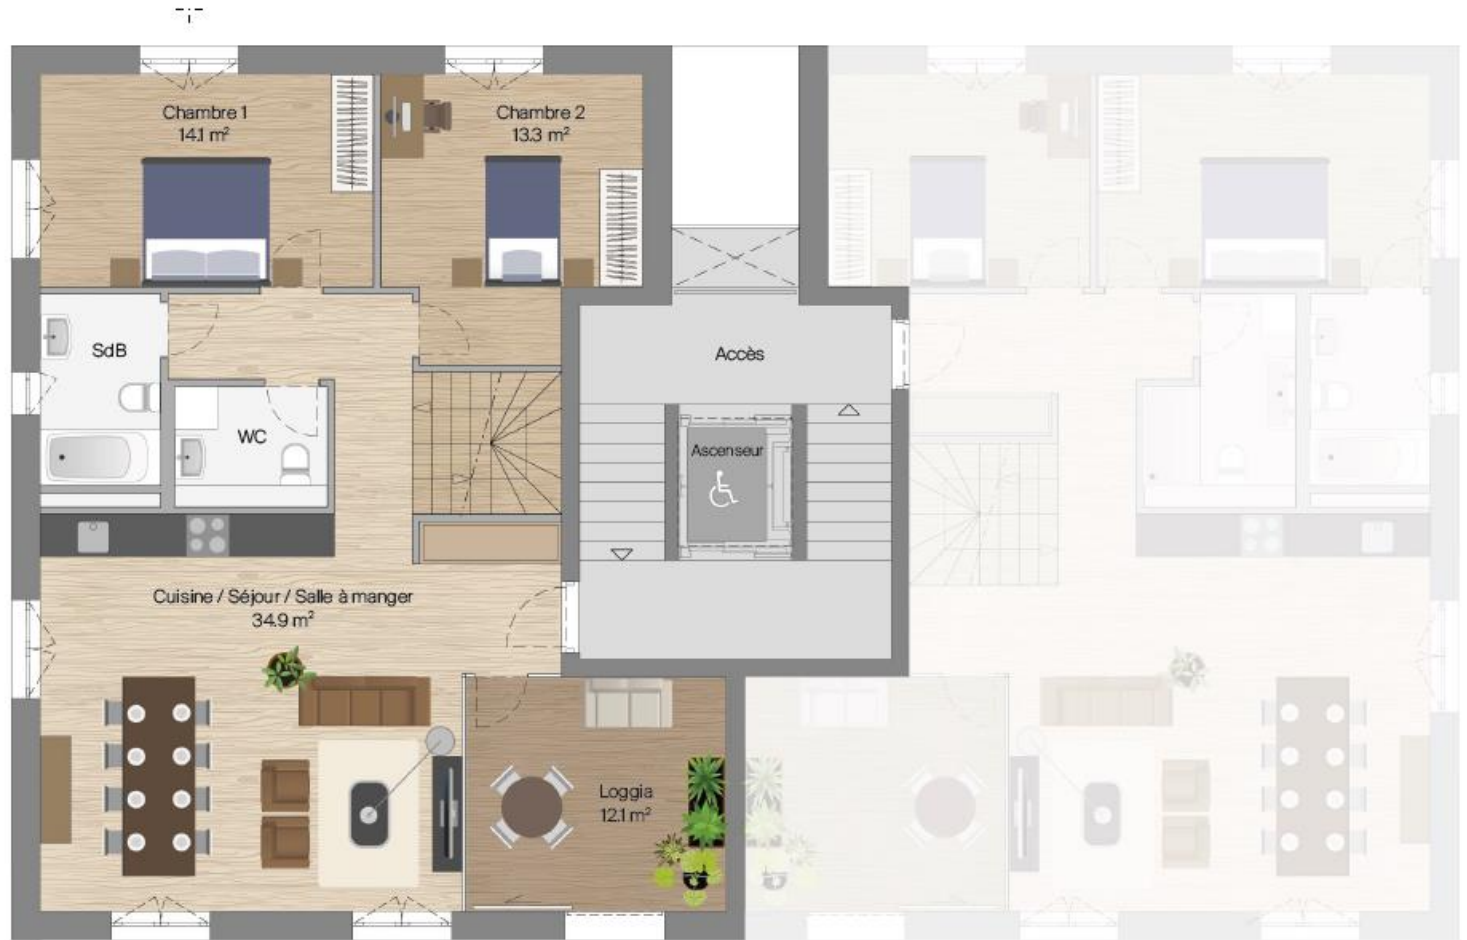 Chambre 1
14.1 m²
Chambre 2
13.3 m²
SdB
WC
Accès
Ascenseur
Cuisine / Séjour / Salle à manger
34.9 m²
Loggia
12.1 m²